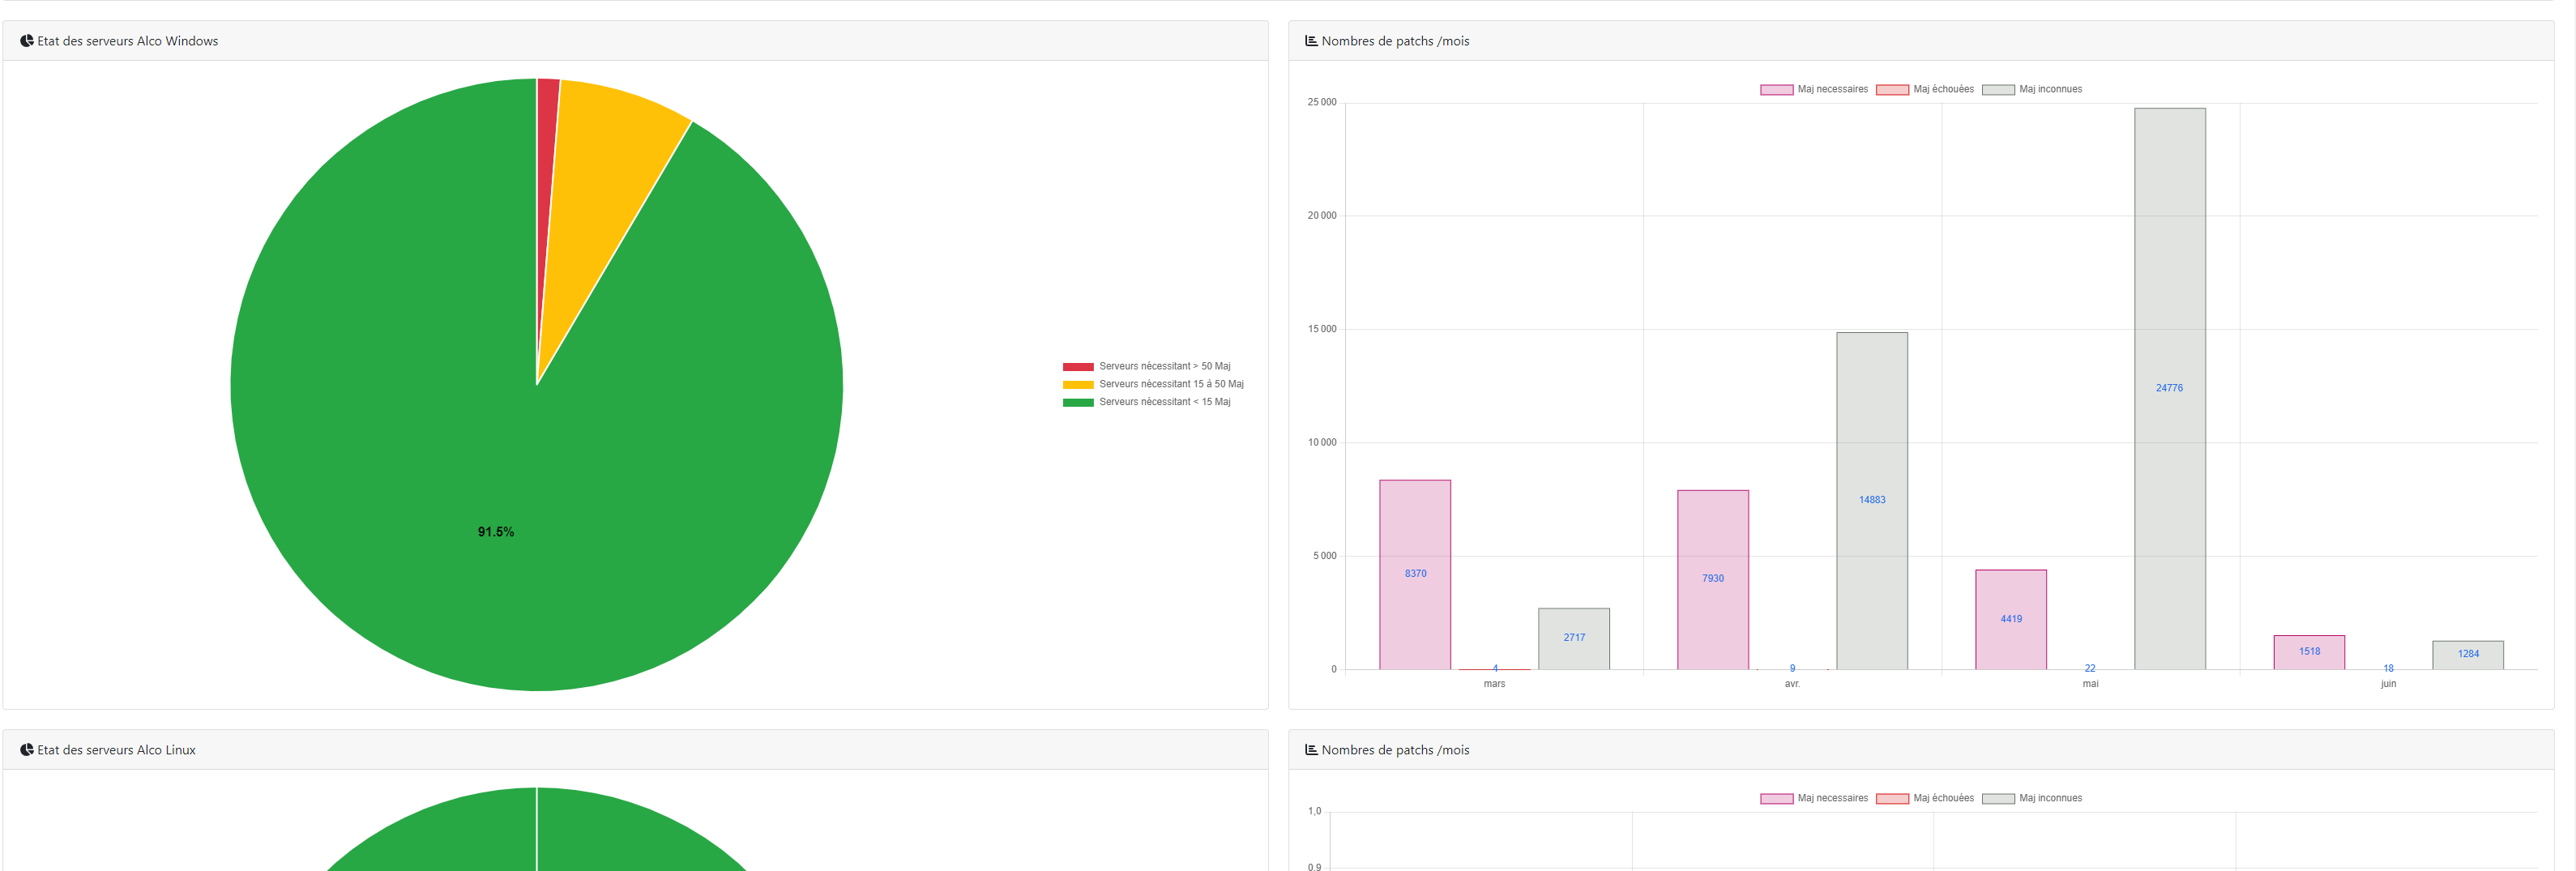 Etat des serveurs Alco Windows
91.5%
Serveurs nécessitant > 50 Maj
Serveurs nécessitant 15 à 50 Maj
Serveurs nécessitant < 15 Maj
Nombres de patchs /mois
Maj necessaires Maj échouées Maj inconnues
25 000
20 000
15 000
10 000
5 000
0
8370 4 2717
7930 9 14883
4419 22 24776
1518 18 1284
mars avr. mai juin
Etat des serveurs Alco Linux
Nombres de patchs /mois
Maj necessaires Maj échouées Maj inconnues
1,0
0,9